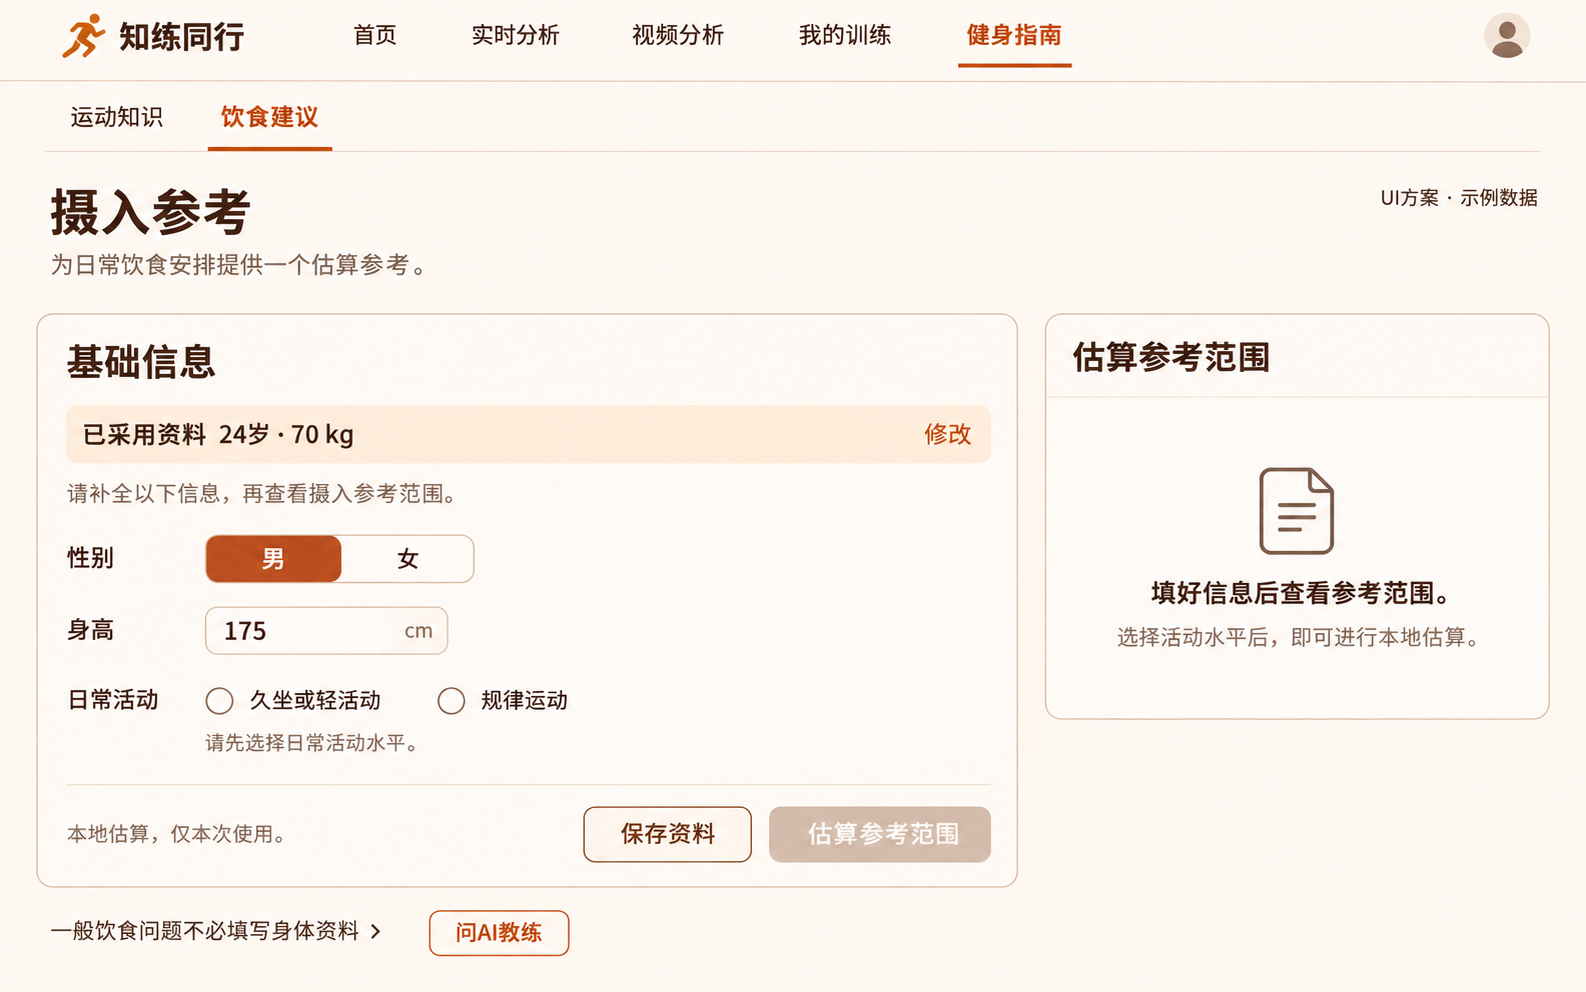 知练同行 首页 实时分析 视频分析 我的训练 健身指南
运动知识 饮食建议
摄入参考
UI方案 · 示例数据
为日常饮食安排提供一个估算参考。
基础信息
已采用资料 24岁 · 70 kg 修改
请补全以下信息，再查看摄入参考范围。
性别 男 女
身高 175 cm
日常活动 久坐或轻活动 规律运动
请先选择日常活动水平。
本地估算，仅本次使用。 保存资料 估算参考范围
估算参考范围
填好信息后查看参考范围。
选择活动水平后，即可进行本地估算。
一般饮食问题不必填写身体资料 › 问AI教练